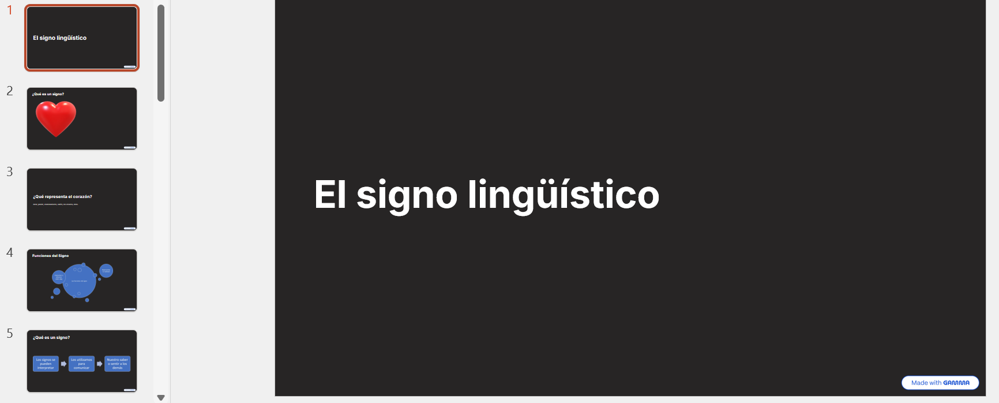 1
El signo lingüístico
2
¿Qué es un signo?
3
¿Qué representa el corazón?
4
Funciones del Signo
5
¿Qué es un signo?
Los signos se
pueden
interpretar
Los utilizamos
para
comunicar
Nuestro saber
o sentir a los
demás
El signo lingüístico
Made with GAMMA